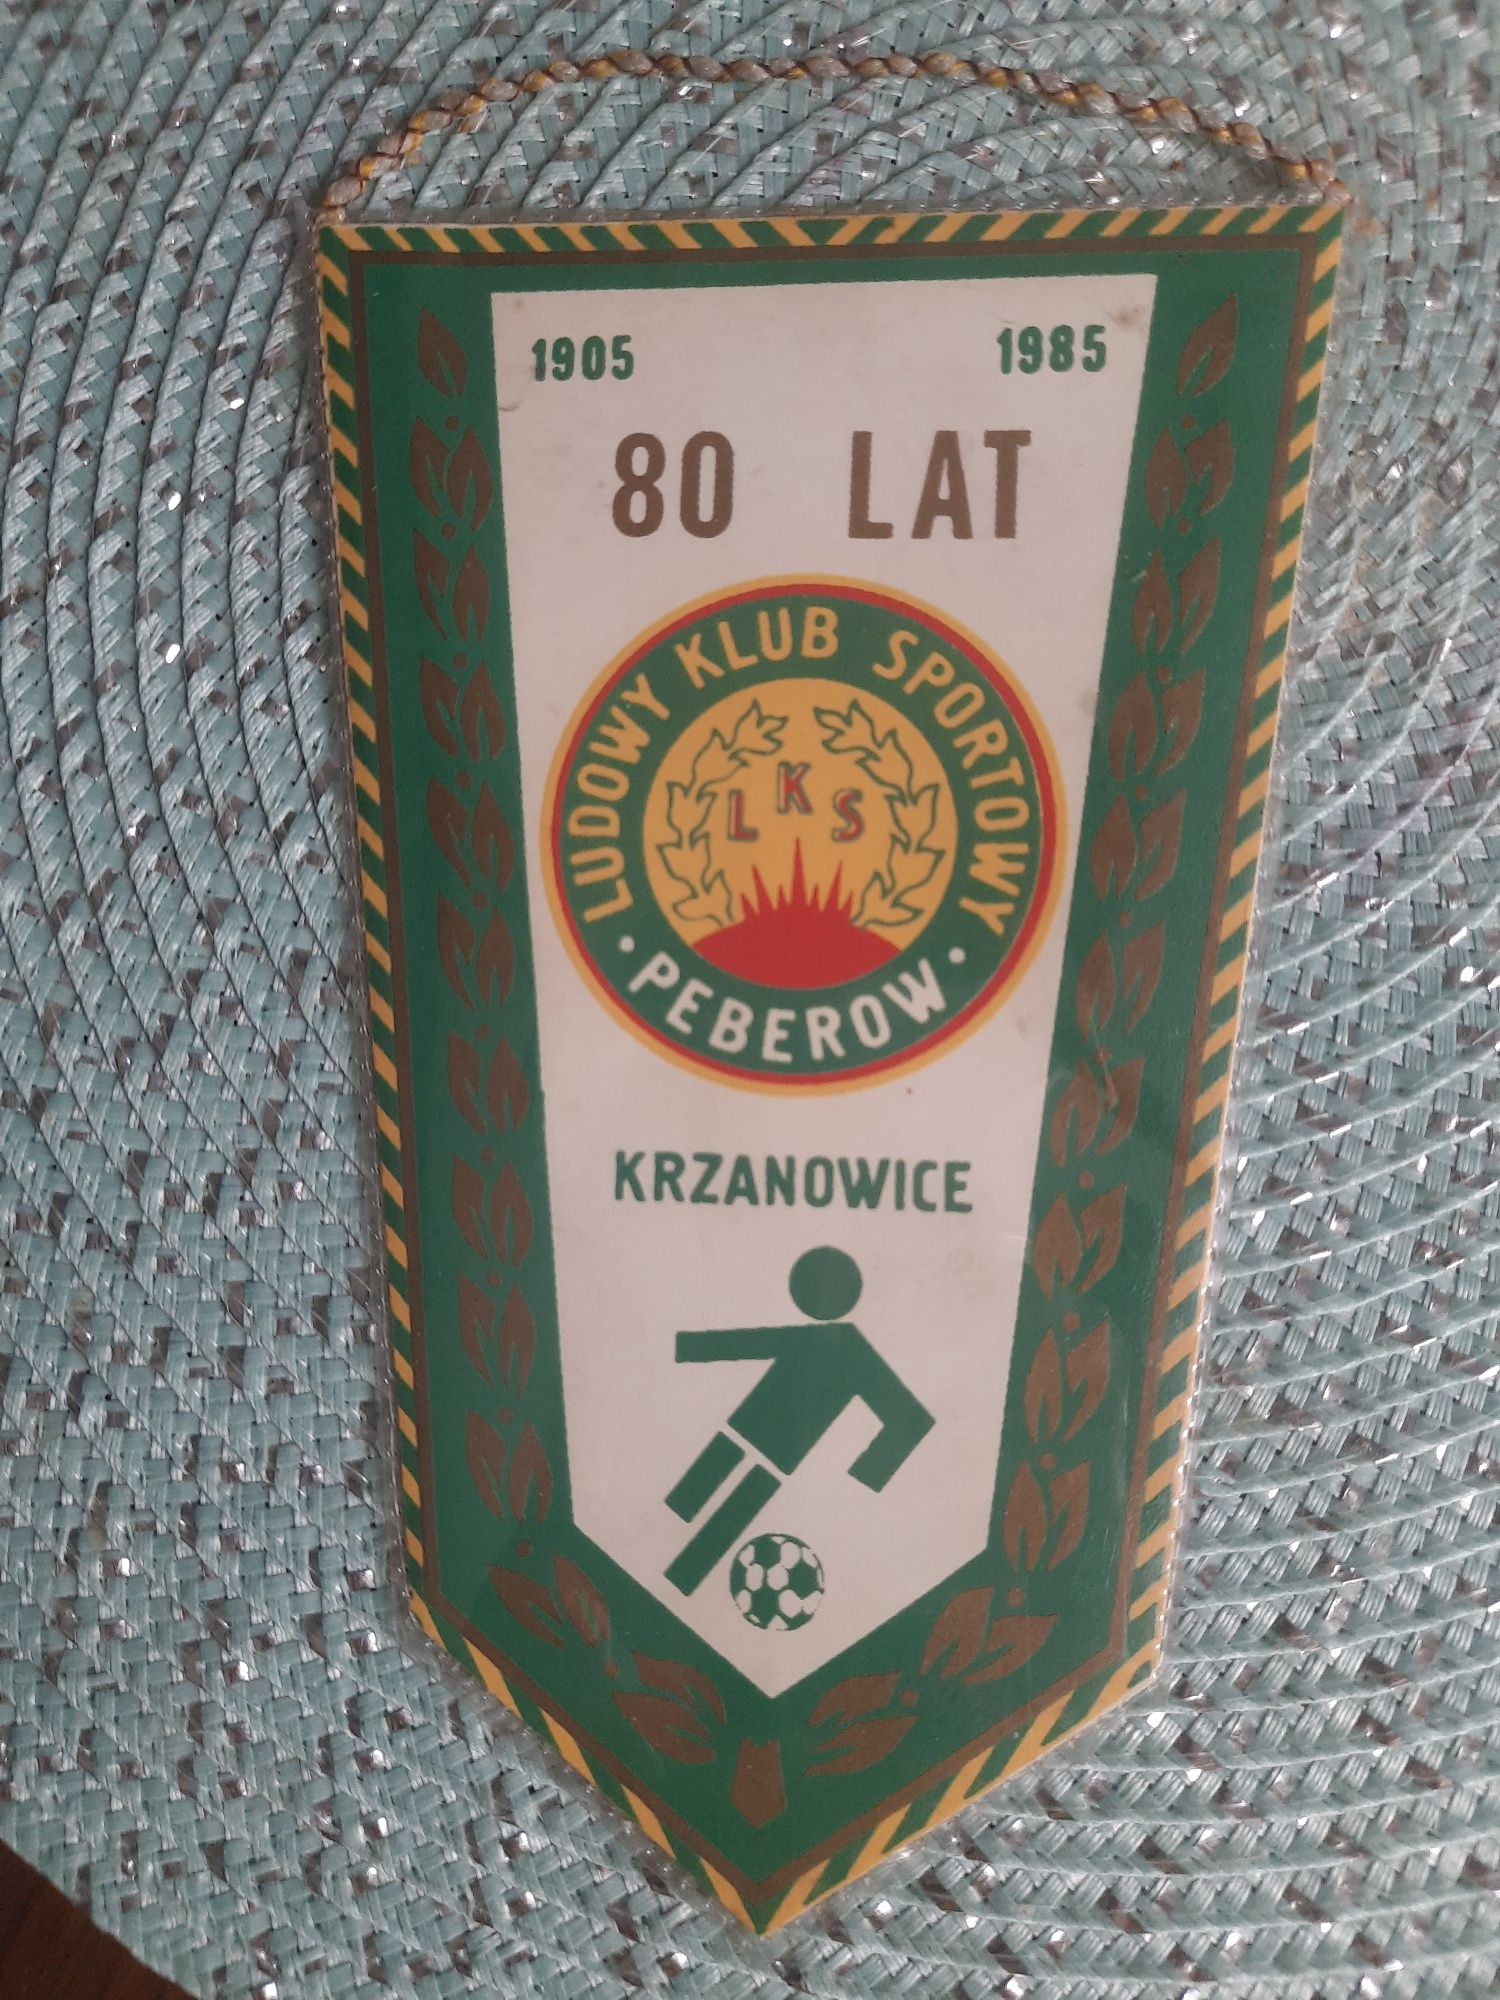 1905 1985
80 LAT
LUDOWY KLUB SPORTOWY
LKS
• PEBEROW •
KRZANOWICE